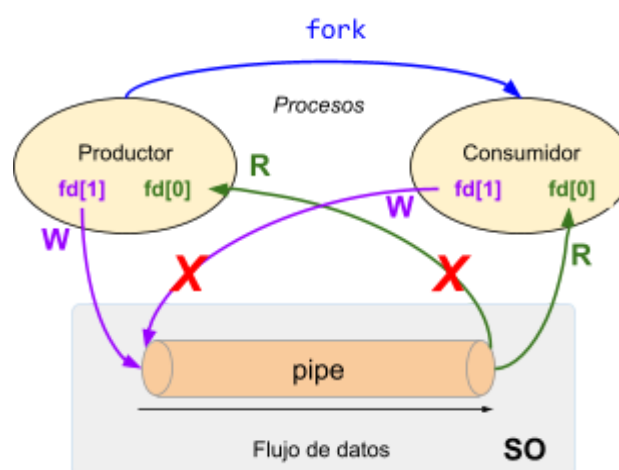 fork
Procesos
Productor
Consumidor
fd[1] fd[0]
R
fd[1] fd[0]
W
W
R
X
X
pipe
Flujo de datos
SO